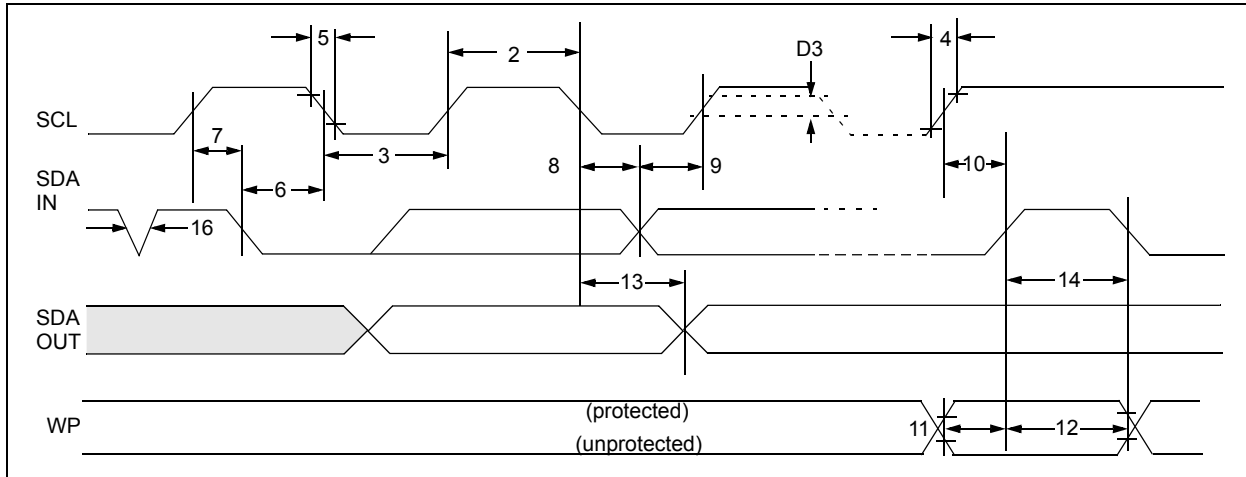 5
2
D3
4
SCL
7
3
8
9
10
SDA
IN
6
16
13
14
SDA
OUT
WP
(protected)
(unprotected)
11
12